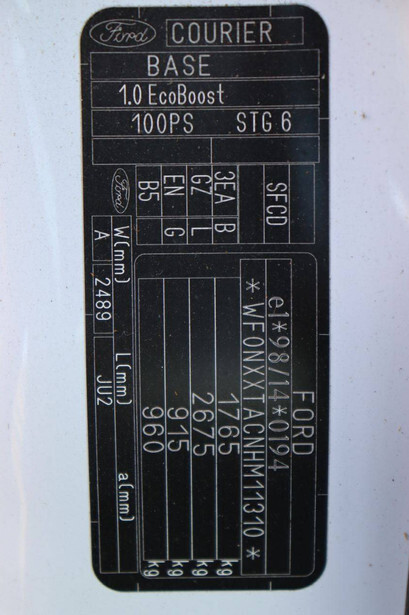 Ford COURIER
BASE
1.0 EcoBoost
100PS STG 6
SFCD
3EA B
GZ L
EN G
B5
Ford
FORD
e1*98/14*0194
*WF0NXXTACNHM11310*
1765 kg
2675 kg
915 kg
960 kg
W(mm) L(mm) a(mm)
A 2489 JU2